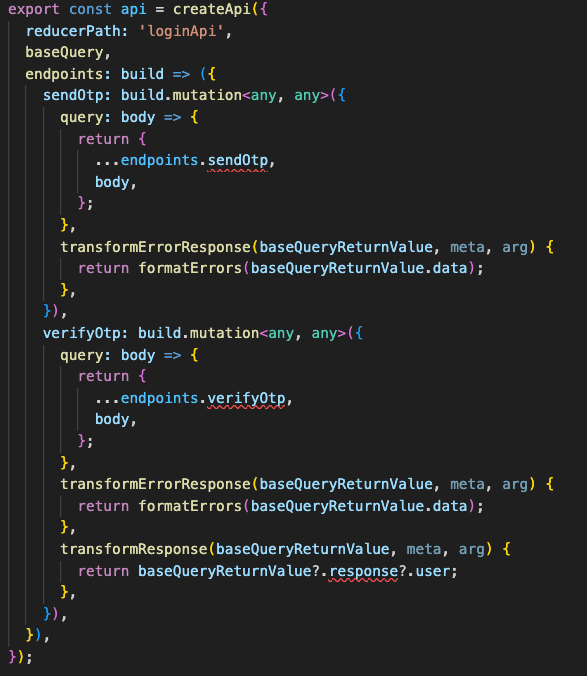 export const api = createApi({
  reducerPath: 'loginApi',
  baseQuery,
  endpoints: build => ({
    sendOtp: build.mutation<any, any>({
      query: body => {
        return {
          ...endpoints.sendOtp,
          body,
        };
      },
      transformErrorResponse(baseQueryReturnValue, meta, arg) {
        return formatErrors(baseQueryReturnValue.data);
      },
    }),
    verifyOtp: build.mutation<any, any>({
      query: body => {
        return {
          ...endpoints.verifyOtp,
          body,
        };
      },
      transformErrorResponse(baseQueryReturnValue, meta, arg) {
        return formatErrors(baseQueryReturnValue.data);
      },
      transformResponse(baseQueryReturnValue, meta, arg) {
        return baseQueryReturnValue?.response?.user;
      },
    }),
  }),
});